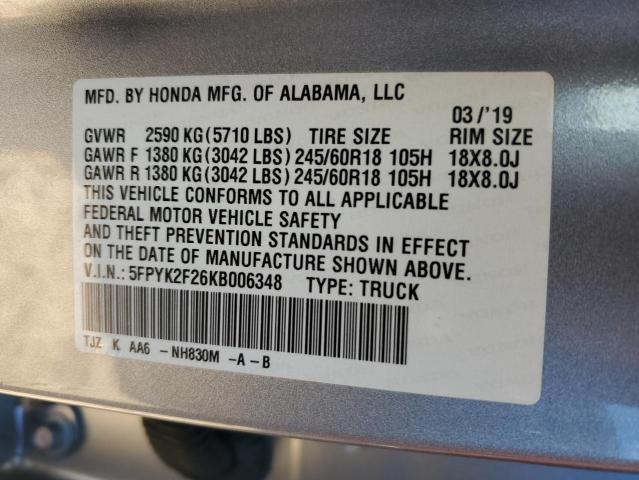 MFD. BY HONDA MFG. OF ALABAMA, LLC
03 /'19
GVWR 2590 KG (5710 LBS) TIRE SIZE RIM SIZE
GAWR F 1380 KG (3042 LBS) 245/60R18 105H 18X8.0J
GAWR R 1380 KG (3042 LBS) 245/60R18 105H 18X8.0J
THIS VEHICLE CONFORMS TO ALL APPLICABLE
FEDERAL MOTOR VEHICLE SAFETY
AND THEFT PREVENTION STANDARDS IN EFFECT
ON THE DATE OF MANUFACTURE SHOWN ABOVE.
V.I.N.: 5FPYK2F26KB006348 TYPE: TRUCK
TJZ K AA6 - NH830M -A-B